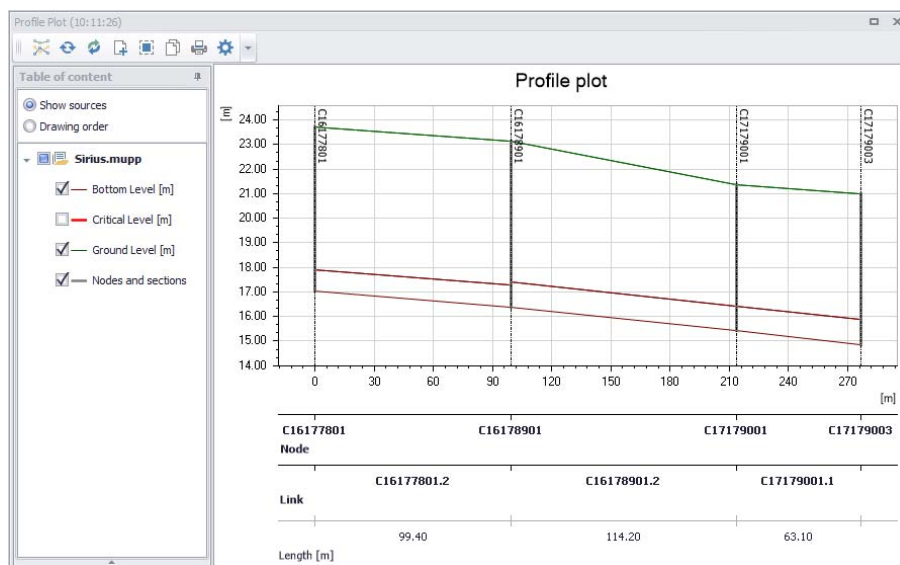 Profile Plot (10:11:26)
Table of content
Show sources
Drawing order
Sirius.mupp
Bottom Level [m]
Critical Level [m]
Ground Level [m]
Nodes and sections
Profile plot
[m]
24.00
23.00
22.00
21.00
20.00
19.00
18.00
17.00
16.00
15.00
14.00
C16177801
C16178901
C17179001
C17179003
0 30 60 90 120 150 180 210 240 270
[m]
C16177801 C16178901 C17179001 C17179003
Node
C16177801.2 C16178901.2 C17179001.1
Link
99.40 114.20 63.10
Length [m]